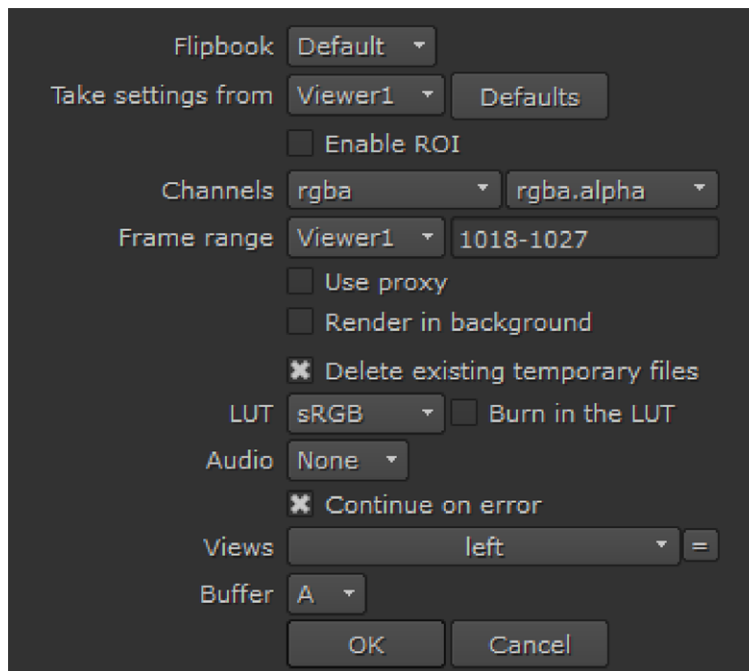 Flipbook Default
Take settings from Viewer1 Defaults
Enable ROI
Channels rgba rgba.alpha
Frame range Viewer1 1018-1027
Use proxy
Render in background
Delete existing temporary files
LUT sRGB Burn in the LUT
Audio None
Continue on error
Views left =
Buffer A
OK Cancel